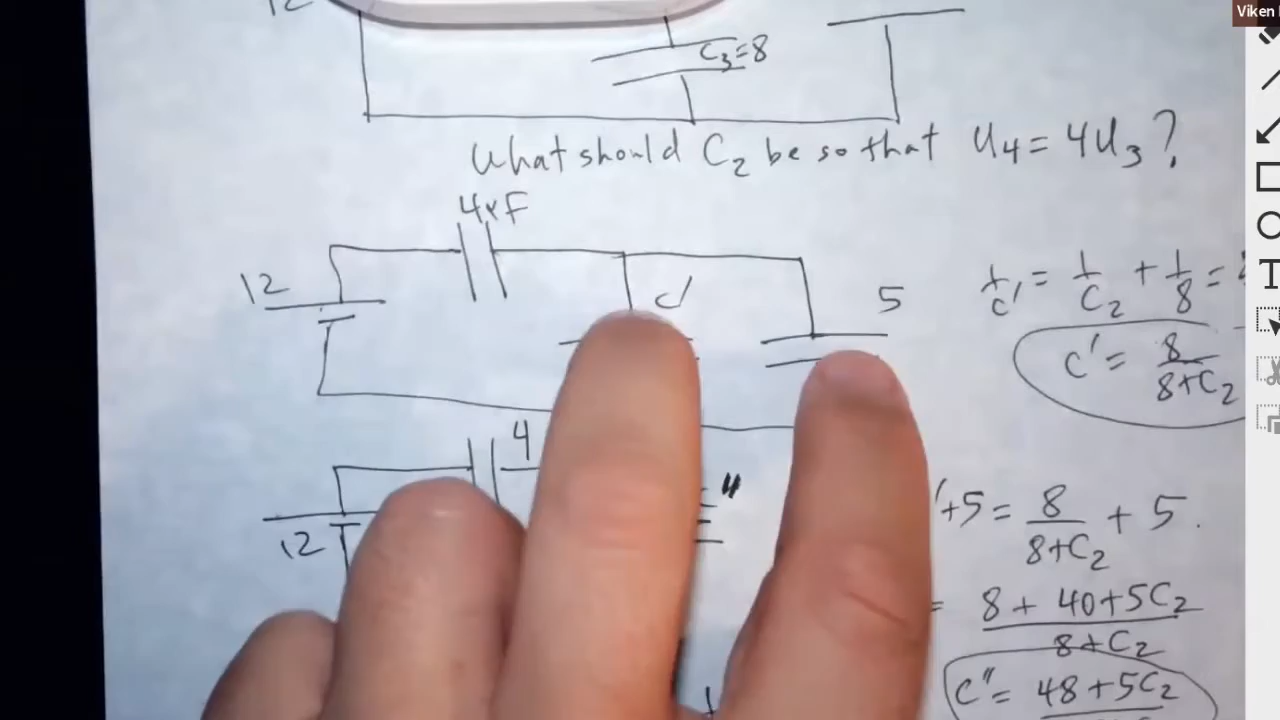 Viken
12
C₃=8
What should C₂ be so that U₄ = 4U₃?
4μF
12
C'
5
1/C' = 1/C₂ + 1/8 =
C' = 8/(8+C₂)
4
"
12
'+5 = 8/(8+C₂) + 5.
= (8 + 40+5C₂)/(8+C₂)
C" = 48+5C₂
T